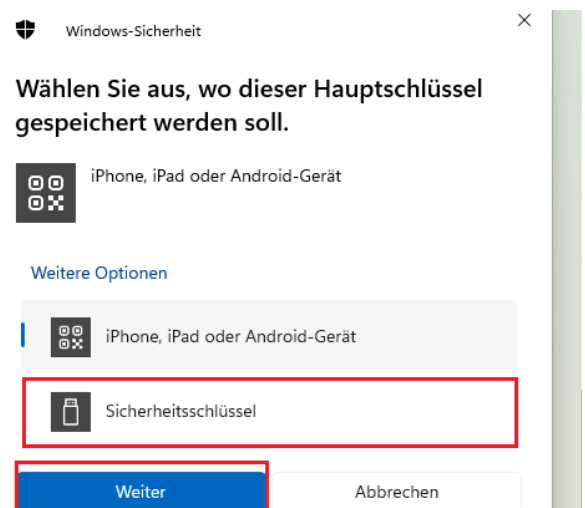 Windows-Sicherheit
Wählen Sie aus, wo dieser Hauptschlüssel
gespeichert werden soll.
iPhone, iPad oder Android-Gerät
Weitere Optionen
iPhone, iPad oder Android-Gerät
Sicherheitsschlüssel
Weiter
Abbrechen